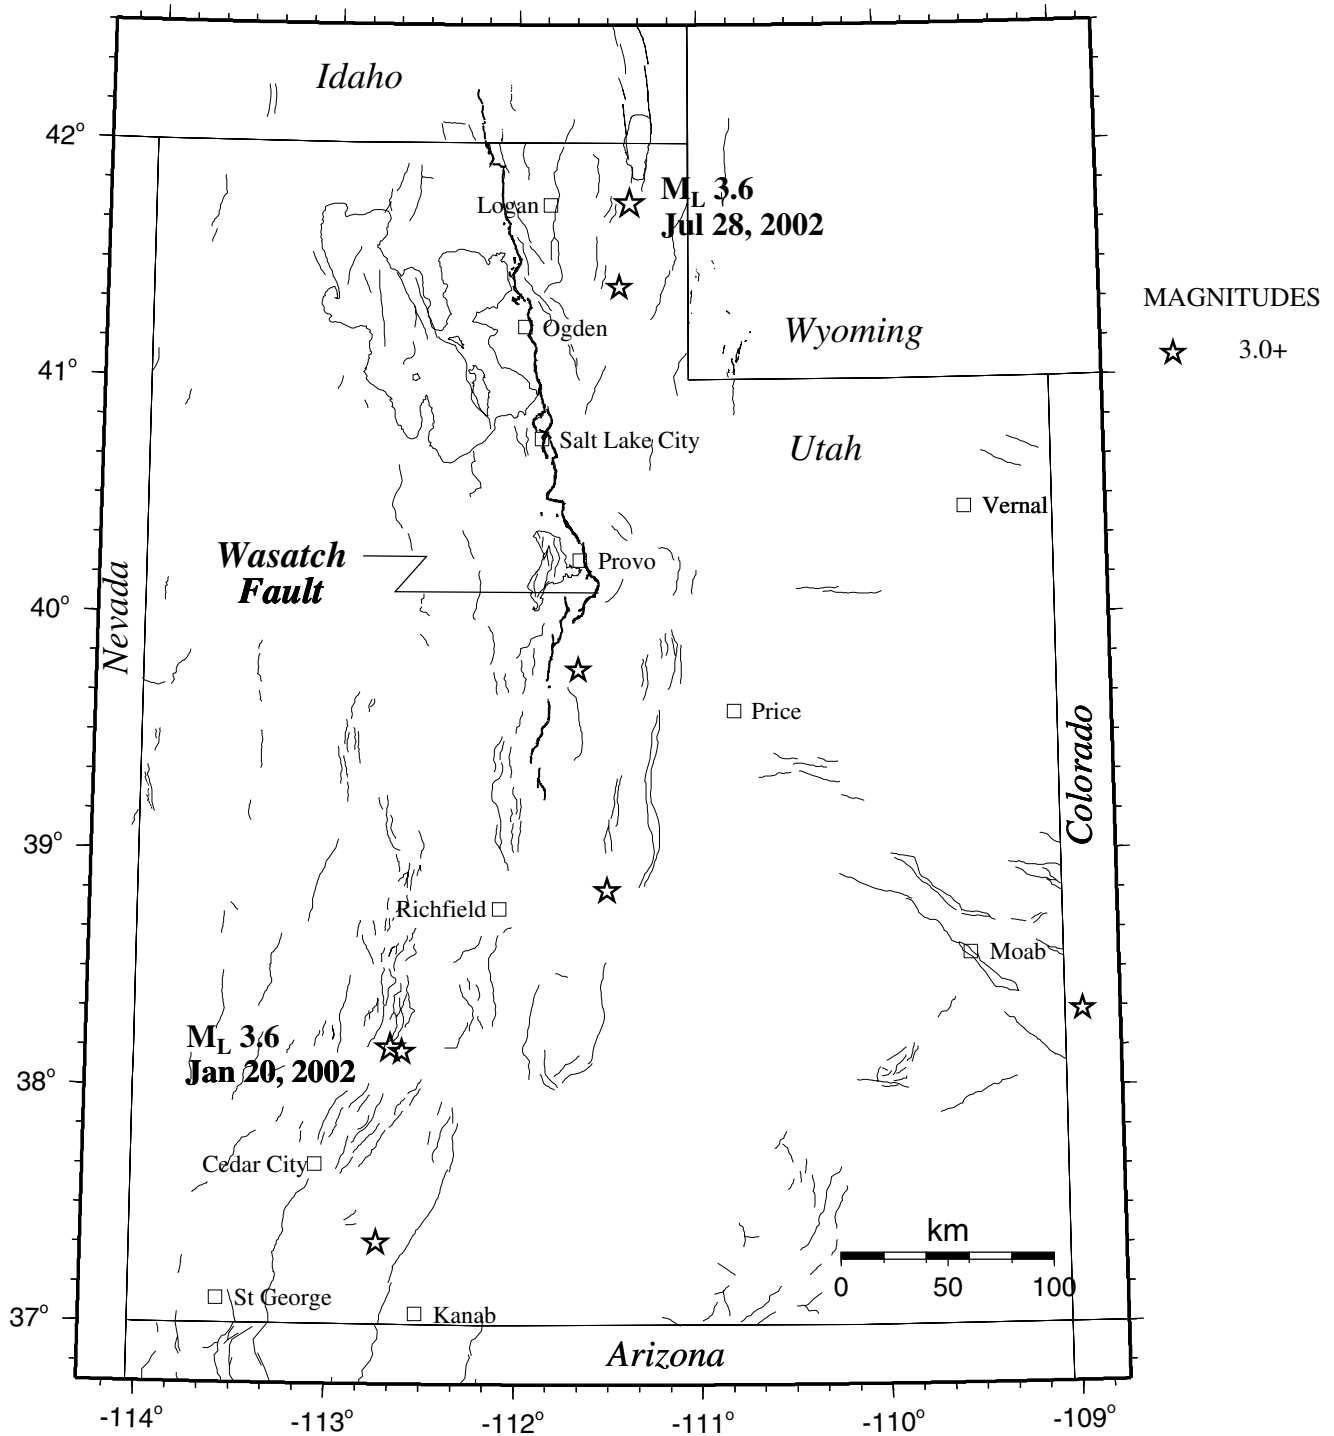 Idaho
42°
M_L 3.6
Logan
Jul 28, 2002
MAGNITUDES
Ogden
Wyoming
3.0+
41°
Salt Lake City
Utah
Vernal
Wasatch
Fault
Provo
40°
Nevada
Price
Colorado
39°
Richfield
Moab
M_L 3.6
Jan 20, 2002
38°
Cedar City
km
0 50 100
St George
Kanab
37°
Arizona
-114° -113° -112° -111° -110° -109°